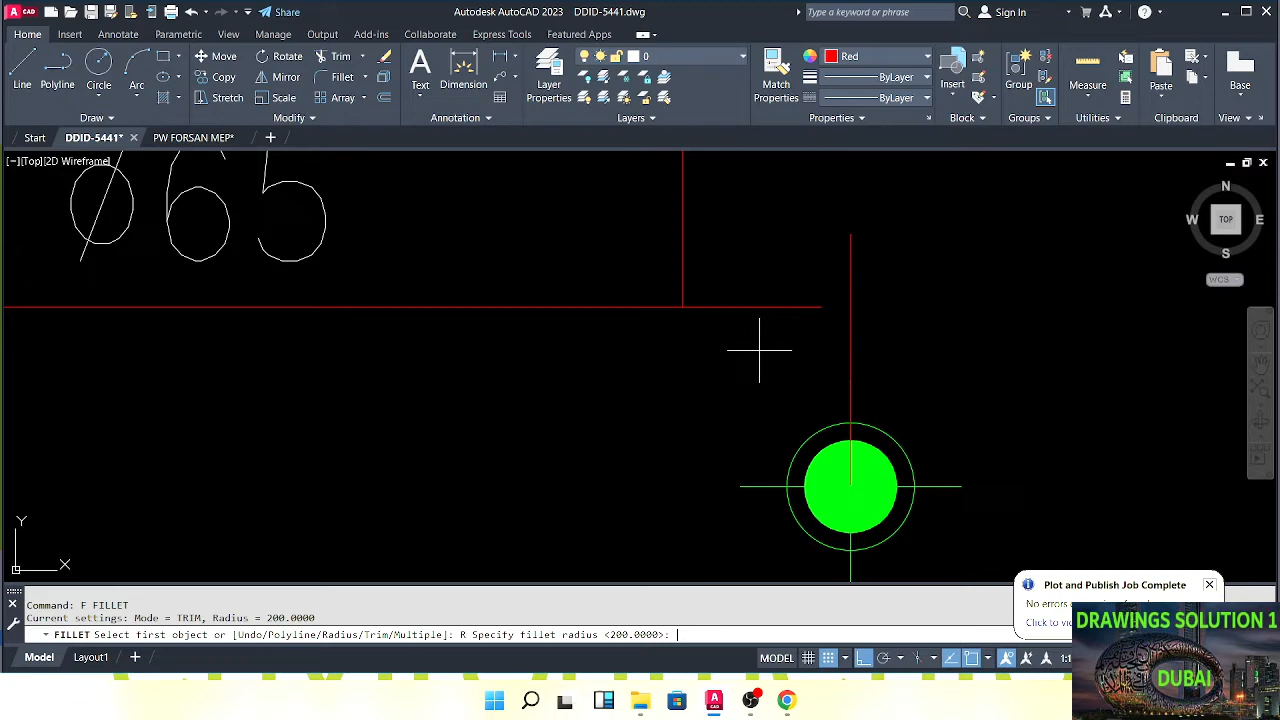 Share
Autodesk AutoCAD 2023 DDID-5441.dwg
Type a keyword or phrase
Sign In
Home Insert Annotate Parametric View Manage Output Add-ins Collaborate Express Tools Featured Apps
Line Polyline Circle Arc
Move Rotate Trim
Copy Mirror Fillet
Stretch Scale Array
Text Dimension
Layer Properties
0
Match Properties
Red
ByLayer
ByLayer
Insert
Group
Measure
Paste
Base
Draw Modify Annotation Layers Properties Block Groups Utilities Clipboard View
Start DDID-5441* PW FORSAN MEP*
[−][Top][2D Wireframe]
ø65
N
W TOP E
S
WCS
Y
X
Command: F FILLET
Current settings: Mode = TRIM, Radius = 200.0000
FILLET Select first object or [Undo/Polyline/Radius/Trim/Multiple]: R Specify fillet radius <200.0000>:
Plot and Publish Job Complete
No errors
Click to vi
Model Layout1
MODEL
DRAWINGS SOLUTION 1
DUBAI